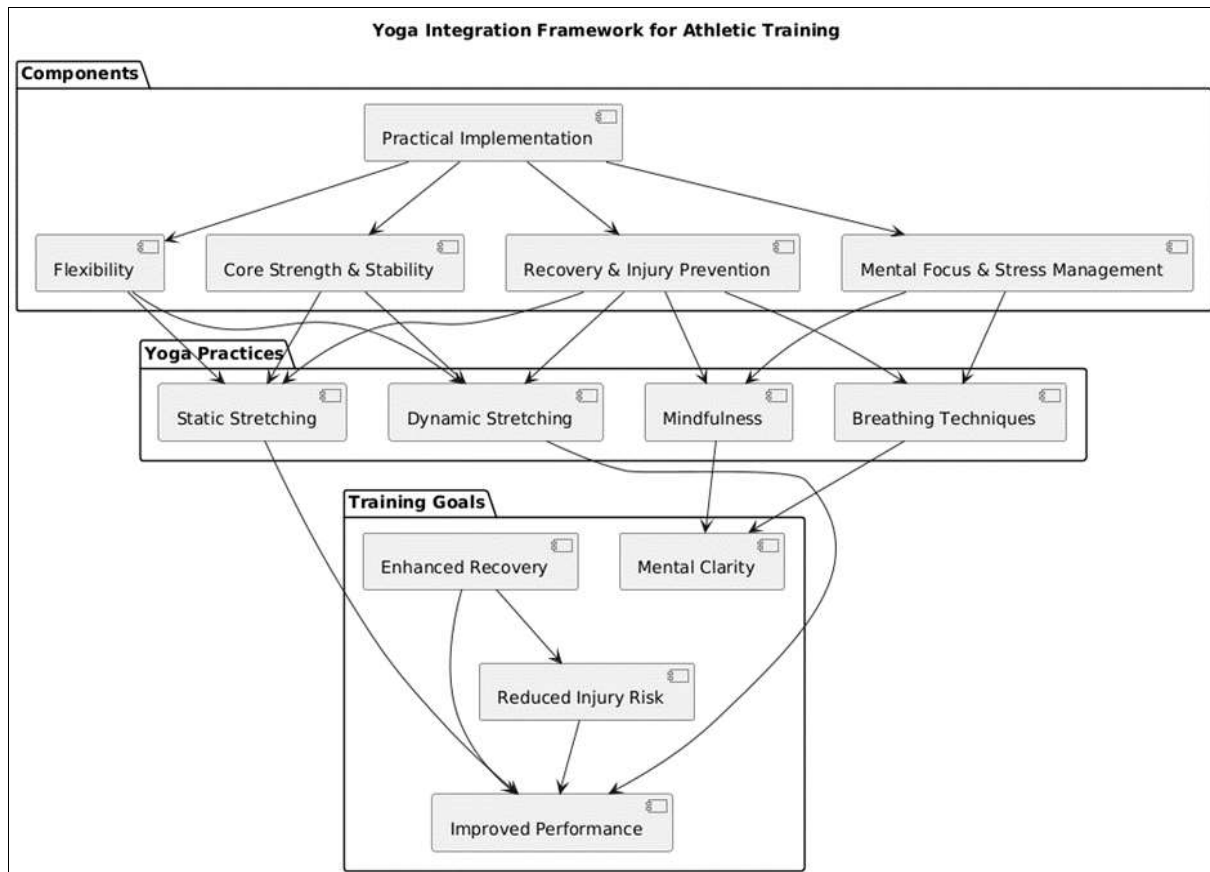 Yoga Integration Framework for Athletic Training
Components
Practical Implementation
Flexibility
Core Strength & Stability
Recovery & Injury Prevention
Mental Focus & Stress Management
Yoga Practices
Static Stretching
Dynamic Stretching
Mindfulness
Breathing Techniques
Training Goals
Enhanced Recovery
Mental Clarity
Reduced Injury Risk
Improved Performance